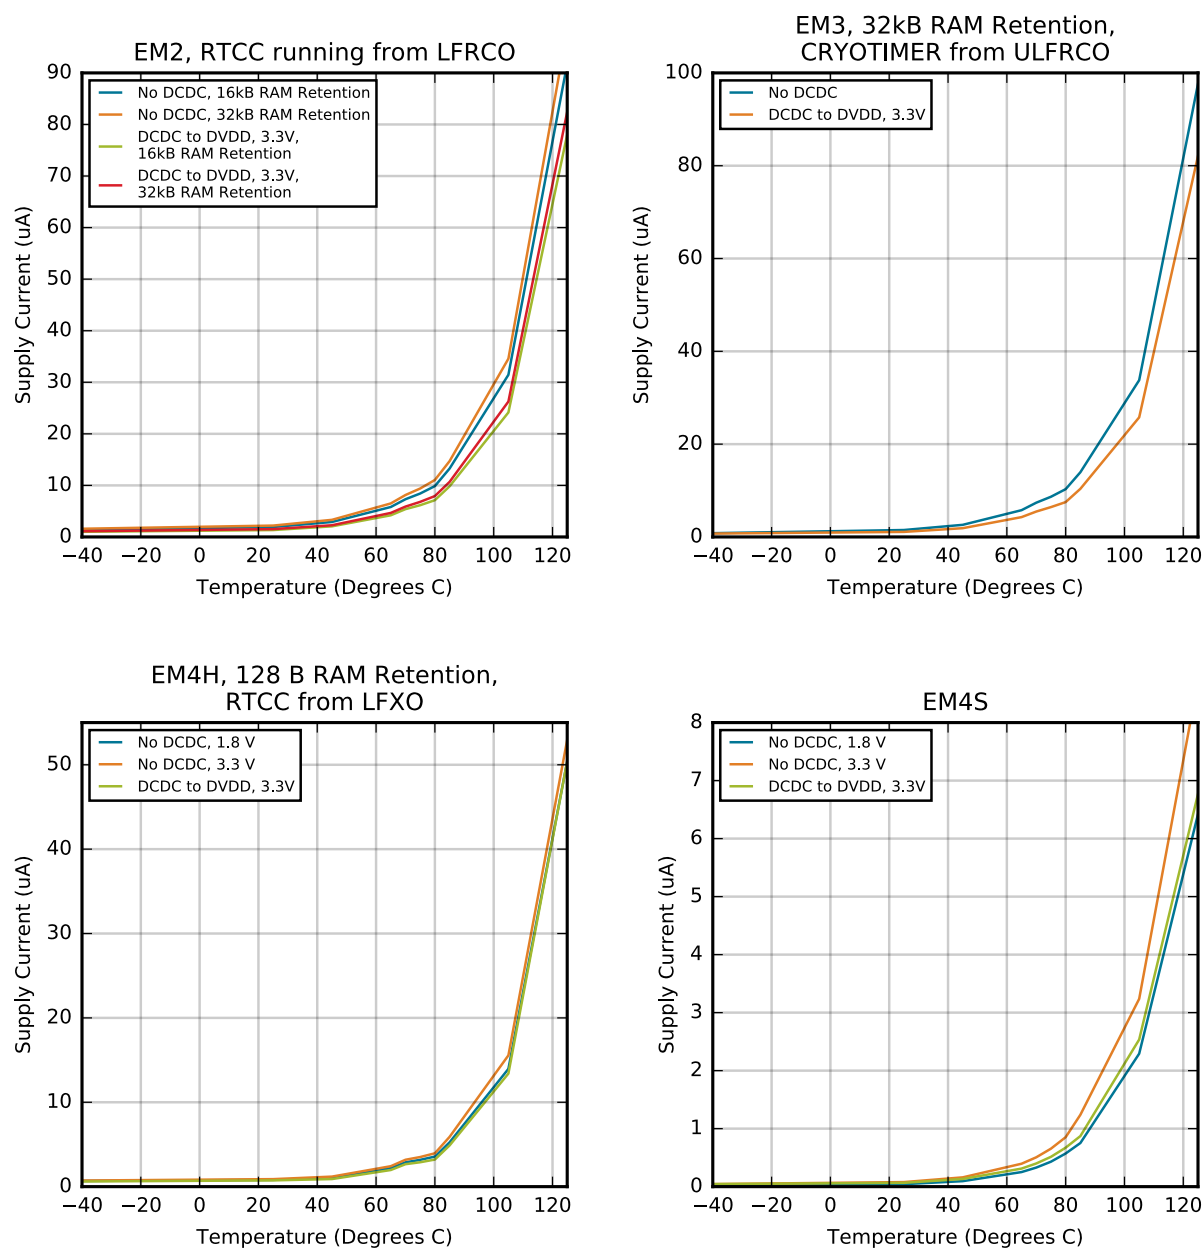 EM2, RTCC running from LFRCO
90
80
70
60
50
40
30
20
10
0
Supply Current (uA)
No DCDC, 16kB RAM Retention
No DCDC, 32kB RAM Retention
DCDC to DVDD, 3.3V,
16kB RAM Retention
DCDC to DVDD, 3.3V,
32kB RAM Retention
−40 −20 0 20 40 60 80 100 120
Temperature (Degrees C)
EM3, 32kB RAM Retention,
CRYOTIMER from ULFRCO
100
80
60
40
20
0
Supply Current (uA)
No DCDC
DCDC to DVDD, 3.3V
−40 −20 0 20 40 60 80 100 120
Temperature (Degrees C)
EM4H, 128 B RAM Retention,
RTCC from LFXO
50
40
30
20
10
0
Supply Current (uA)
No DCDC, 1.8 V
No DCDC, 3.3 V
DCDC to DVDD, 3.3V
−40 −20 0 20 40 60 80 100 120
Temperature (Degrees C)
EM4S
8
7
6
5
4
3
2
1
0
Supply Current (uA)
No DCDC, 1.8 V
No DCDC, 3.3 V
DCDC to DVDD, 3.3V
−40 −20 0 20 40 60 80 100 120
Temperature (Degrees C)